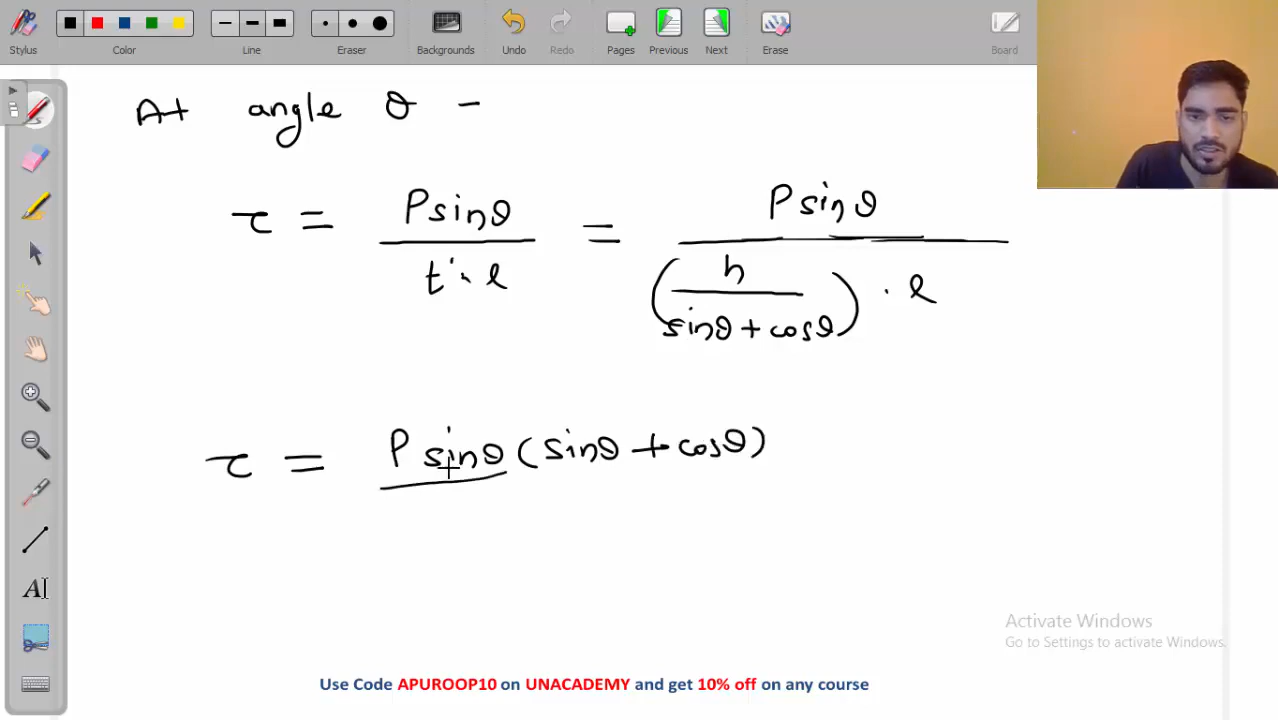 Stylus Color Line Eraser Backgrounds Undo Redo Pages Previous Next Erase Board
At angle θ -
τ = Psinθ / t' . l = Psinθ / (h / sinθ + cosθ) . l
τ = P sinθ (sinθ + cosθ)
Activate Windows
Go to Settings to activate Windows.
Use Code APUROOP10 on UNACADEMY and get 10% off on any course